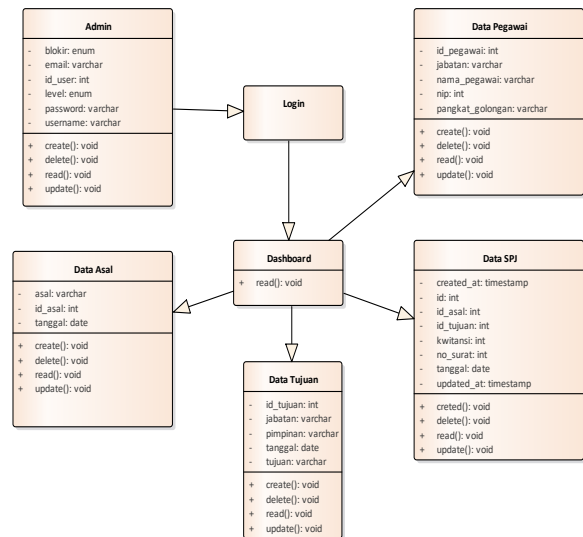 Admin
- blokir: enum
- email: varchar
- id_user: int
- level: enum
- password: varchar
- username: varchar
+ create(): void
+ delete(): void
+ read(): void
+ update(): void
Login
Data Pegawai
- id_pegawai: int
- jabatan: varchar
- nama_pegawai: varchar
- nip: int
- pangkat_golongan: varchar
+ create(): void
+ delete(): void
+ read(): void
+ update(): void
Data Asal
- asal: varchar
- id_asal: int
- tanggal: date
+ create(): void
+ delete(): void
+ read(): void
+ update(): void
Dashboard
+ read(): void
Data SPJ
- created_at: timestamp
- id: int
- id_asal: int
- id_tujuan: int
- kwitansi: int
- no_surat: int
- tanggal: date
- updated_at: timestamp
+ creted(): void
+ delete(): void
+ read(): void
+ update(): void
Data Tujuan
- id_tujuan: int
- jabatan: varchar
- pimpinan: varchar
- tanggal: date
- tujuan: varchar
+ create(): void
+ delete(): void
+ read(): void
+ update(): void